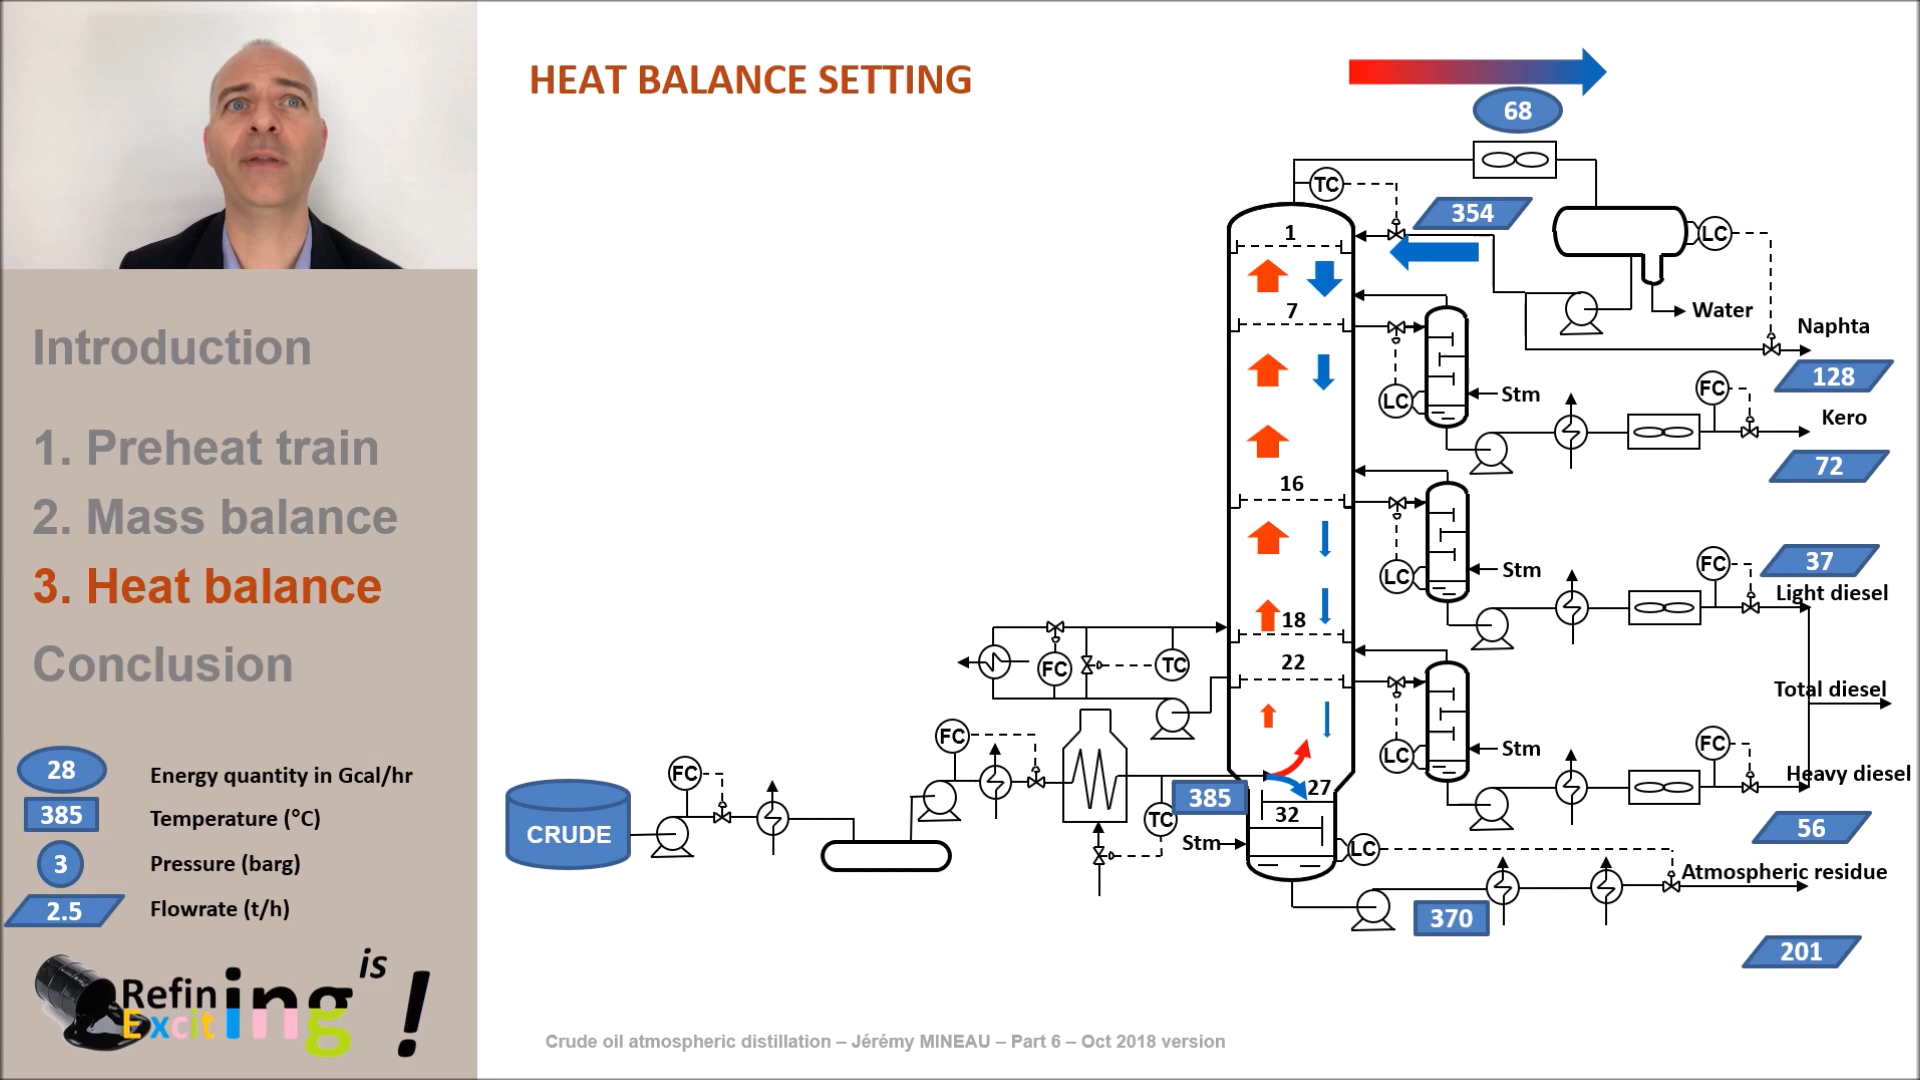 HEAT BALANCE SETTING
68
TC
354
LC
1
7
Water
Naphta
128
FC
Kero
LC
Stm
72
16
FC
37
LC
Stm
Light diesel
18
22
FC
TC
Total diesel
FC
LC
Stm
FC
Heavy diesel
FC
385
27
TC
32
56
CRUDE
Stm
LC
Atmospheric residue
370
201
Introduction
1. Preheat train
2. Mass balance
3. Heat balance
Conclusion
28 Energy quantity in Gcal/hr
385 Temperature (°C)
3 Pressure (barg)
2.5 Flowrate (t/h)
Refining is
Exciting !
Crude oil atmospheric distillation – Jérémy MINEAU – Part 6 – Oct 2018 version